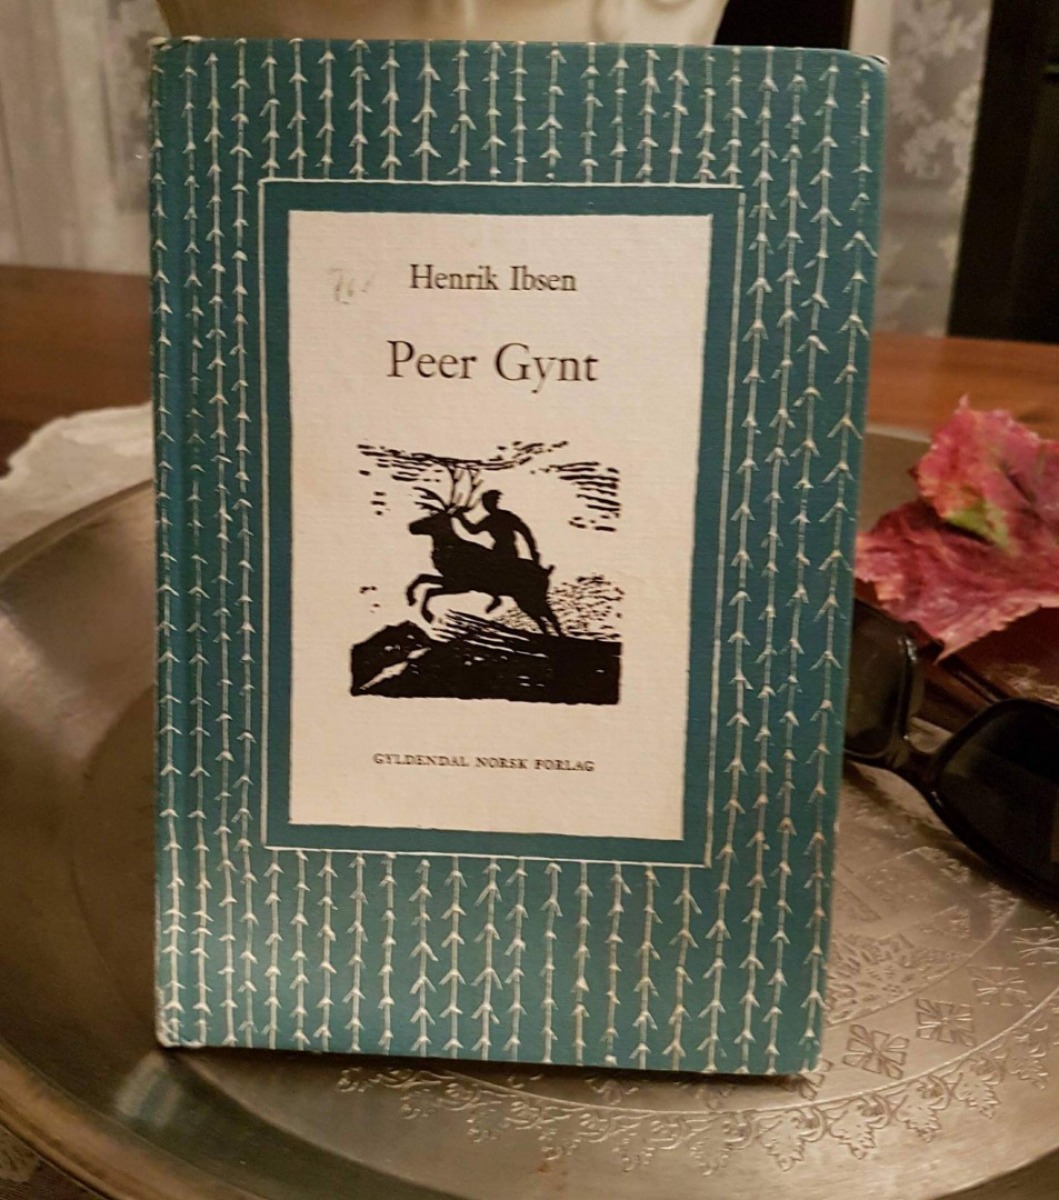 Henrik Ibsen
Peer Gynt
GYLDENDAL NORSK FORLAG